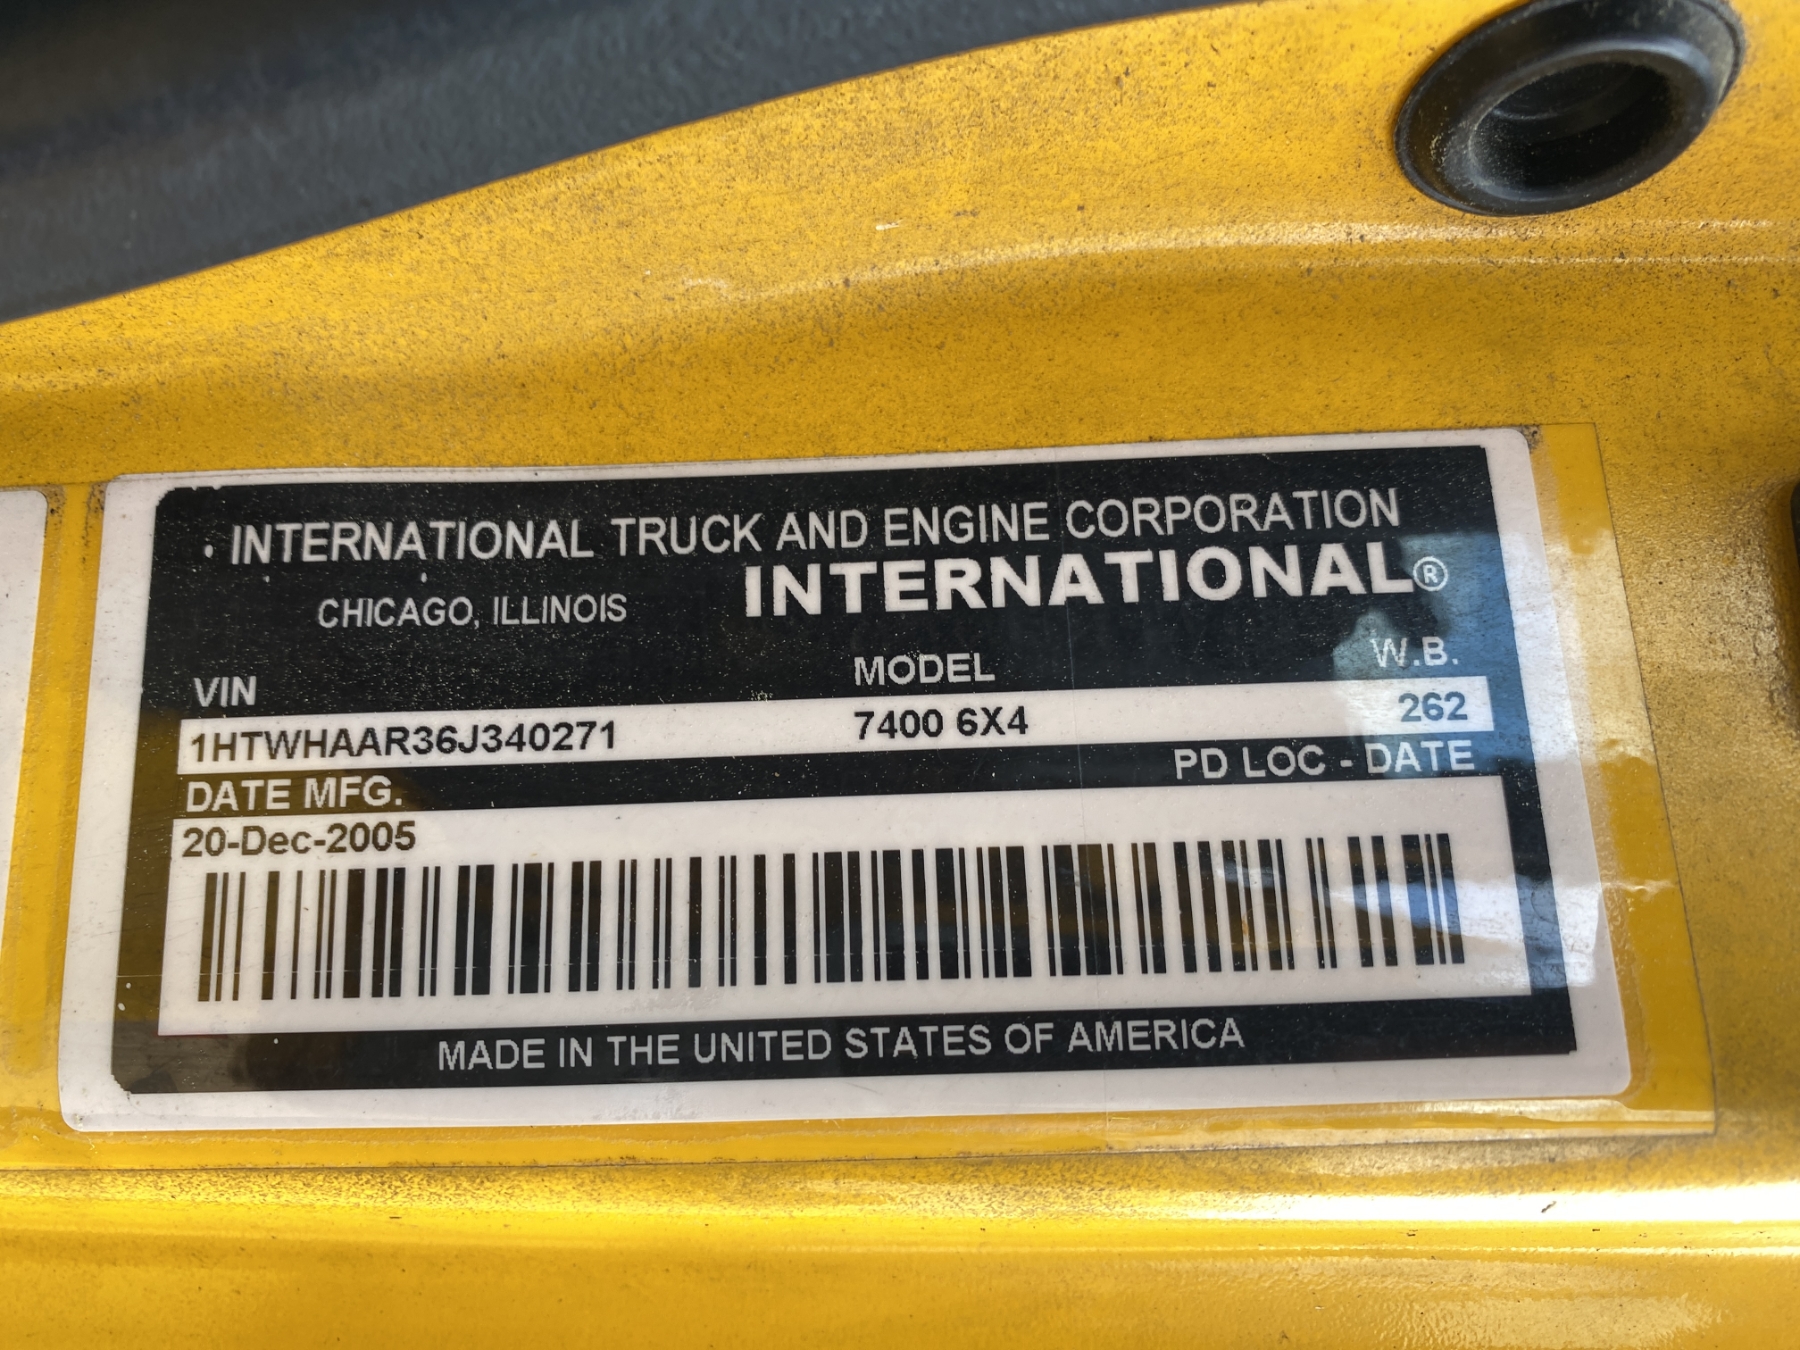 INTERNATIONAL TRUCK AND ENGINE CORPORATION
CHICAGO, ILLINOIS INTERNATIONAL®
VIN MODEL W.B.
1HTWHAAR36J340271 7400 6X4 262
DATE MFG. PD LOC - DATE
20-Dec-2005
MADE IN THE UNITED STATES OF AMERICA